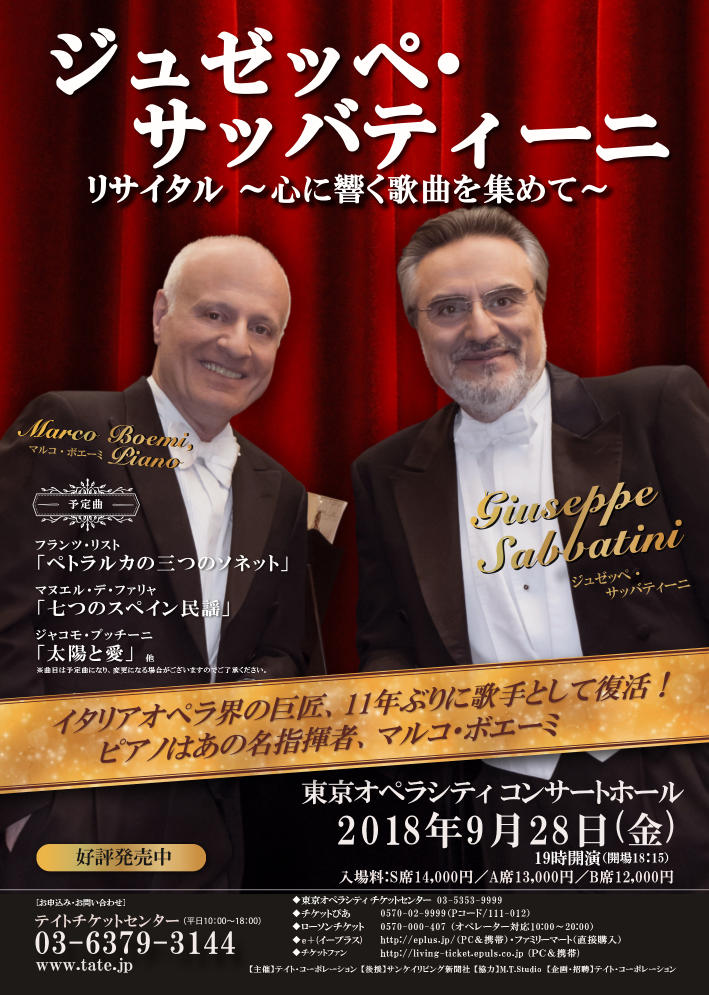 ジュゼッペ・
サッバティーニ
リサイタル ～心に響く歌曲を集めて～
Marco Boemi,
マルコ・ボエーミ Piano
予定曲
フランツ・リスト
「ペトラルカの三つのソネット」
マヌエル・デ・ファリャ
「七つのスペイン民謡」
ジャコモ・プッチーニ
「太陽と愛」 他
※曲目は予定曲になり、変更になる場合がございますのでご了承ください。
Giuseppe
Sabbatini
ジュゼッペ・
サッバティーニ
イタリアオペラ界の巨匠、11年ぶりに歌手として復活！
ピアノはあの名指揮者、マルコ・ボエーミ
東京オペラシティ コンサートホール
2018年9月28日(金)
19時開演(開場18:15)
入場料:S席14,000円／A席13,000円／B席12,000円
好評発売中
［お申込み・お問い合わせ］
テイトチケットセンター (平日10:00～18:00)
03-6379-3144
www.tate.jp
◆東京オペラシティ チケットセンター 03-5353-9999
◆チケットぴあ 0570-02-9999(Pコード/111-012)
◆ローソンチケット 0570-000-407 (オペレーター対応10:00～20:00)
◆e+(イープラス) http://eplus.jp/(PC＆携帯)・ファミリーマート(直接購入)
◆チケットファン http://living-ticket.epuls.co.jp (PC＆携帯)
【主催】テイト・コーポレーション 【後援】サンケイリビング新聞社 【協力】M.T.Studio 【企画・招聘】テイト・コーポレーション